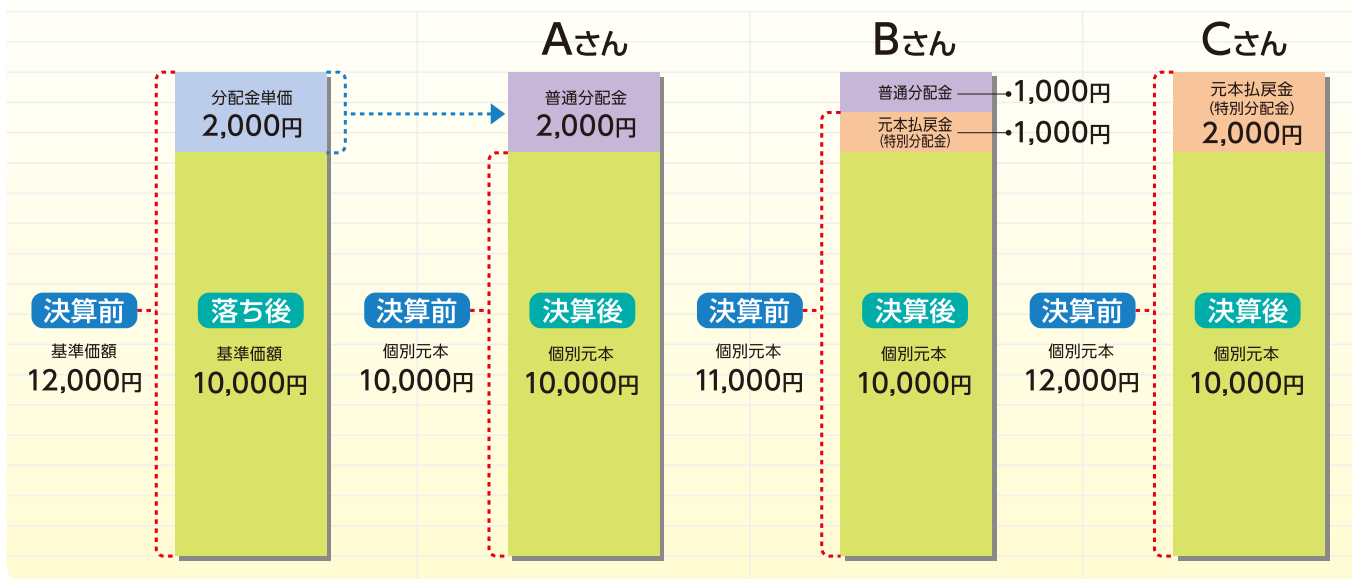 分配金単価
2,000円
決算前
基準価額
12,000円
落ち後
基準価額
10,000円
Aさん
普通分配金
2,000円
決算前
個別元本
10,000円
決算後
個別元本
10,000円
Bさん
普通分配金
1,000円
元本払戻金
(特別分配金)
1,000円
決算前
個別元本
11,000円
決算後
個別元本
10,000円
Cさん
元本払戻金
(特別分配金)
2,000円
決算前
個別元本
12,000円
決算後
個別元本
10,000円